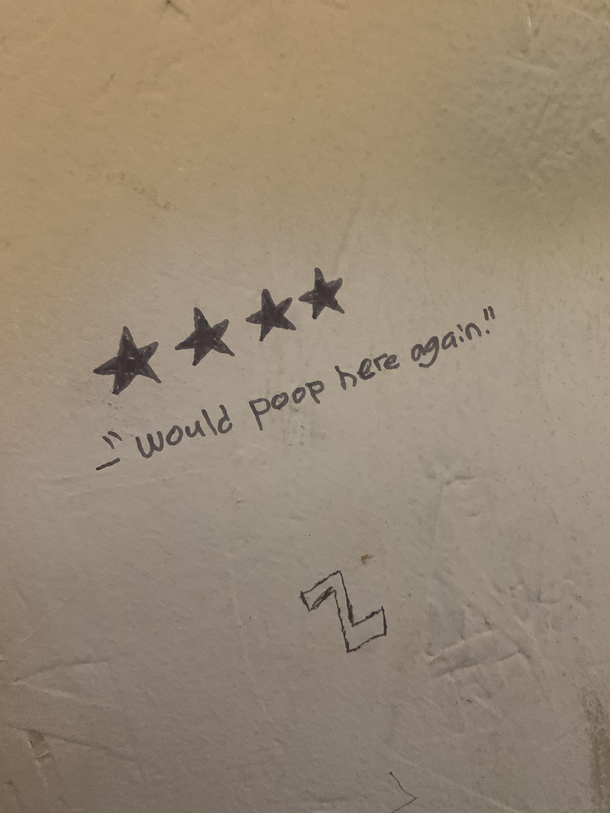 ★ ★ ★ ★
— "would poop here again."
Z